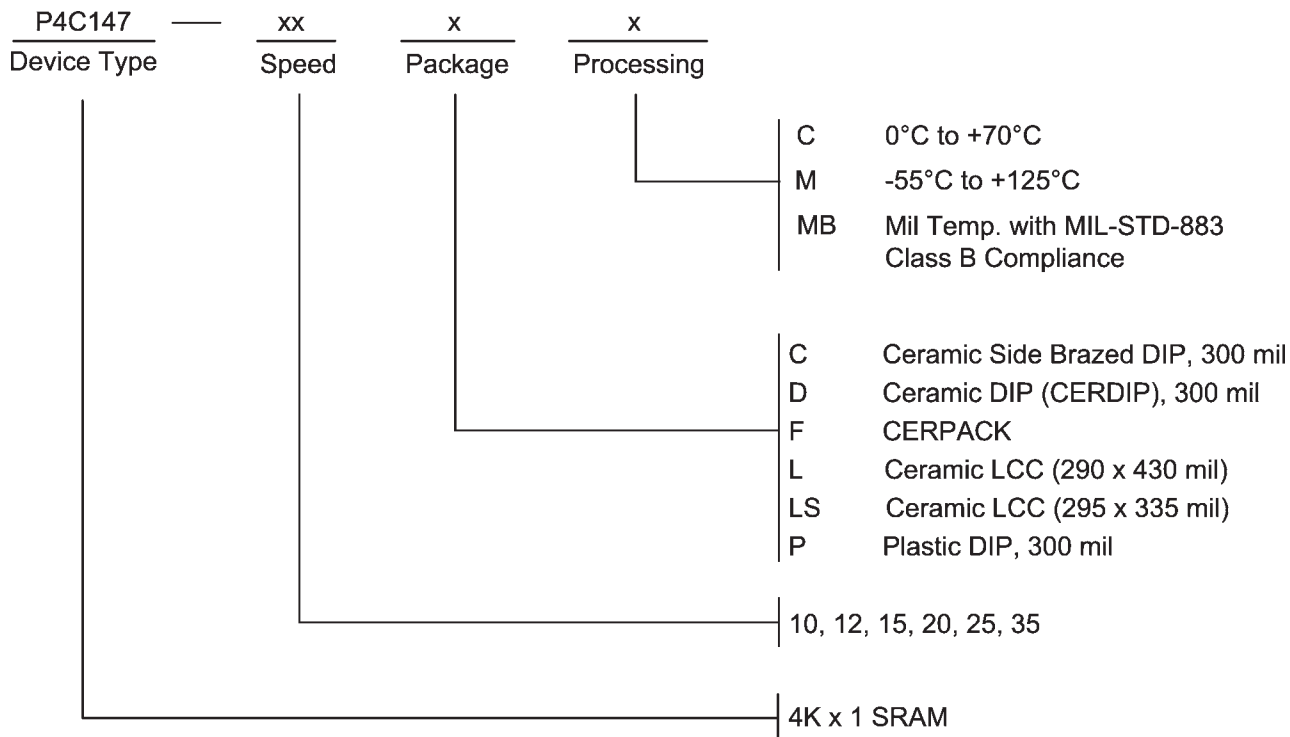 P4C147 — xx x x
Device Type Speed Package Processing
C 0°C to +70°C
M -55°C to +125°C
MB Mil Temp. with MIL-STD-883
Class B Compliance
C Ceramic Side Brazed DIP, 300 mil
D Ceramic DIP (CERDIP), 300 mil
F CERPACK
L Ceramic LCC (290 x 430 mil)
LS Ceramic LCC (295 x 335 mil)
P Plastic DIP, 300 mil
10, 12, 15, 20, 25, 35
4K x 1 SRAM